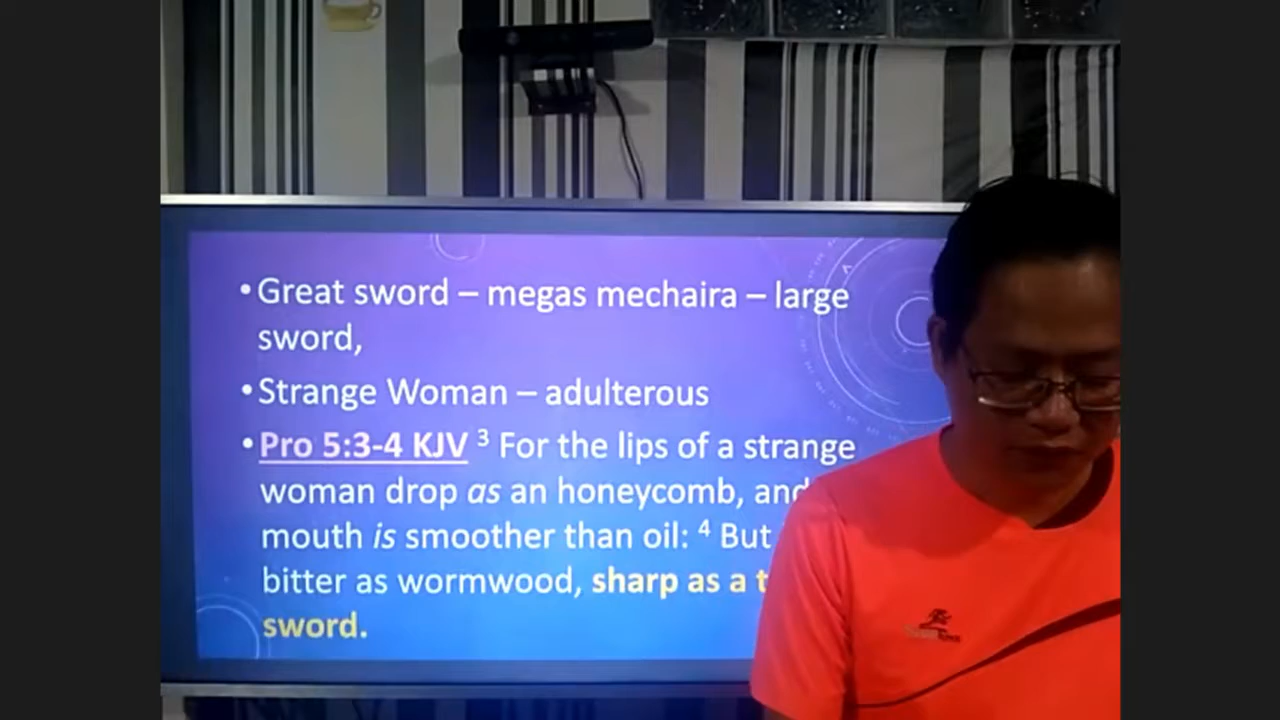 • Great sword – megas mechaira – large
sword,
• Strange Woman – adulterous
• Pro 5:3-4 KJV ³ For the lips of a strange
woman drop as an honeycomb, and
mouth is smoother than oil: ⁴ But
bitter as wormwood, sharp as a
sword.